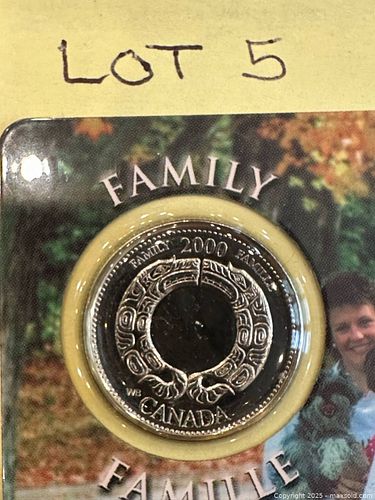 LOT 5
FAMILY
FAMILY 2000 FAMILLE
WB
CANADA
FAMILLE
Copyright 2025 - maxsold.com